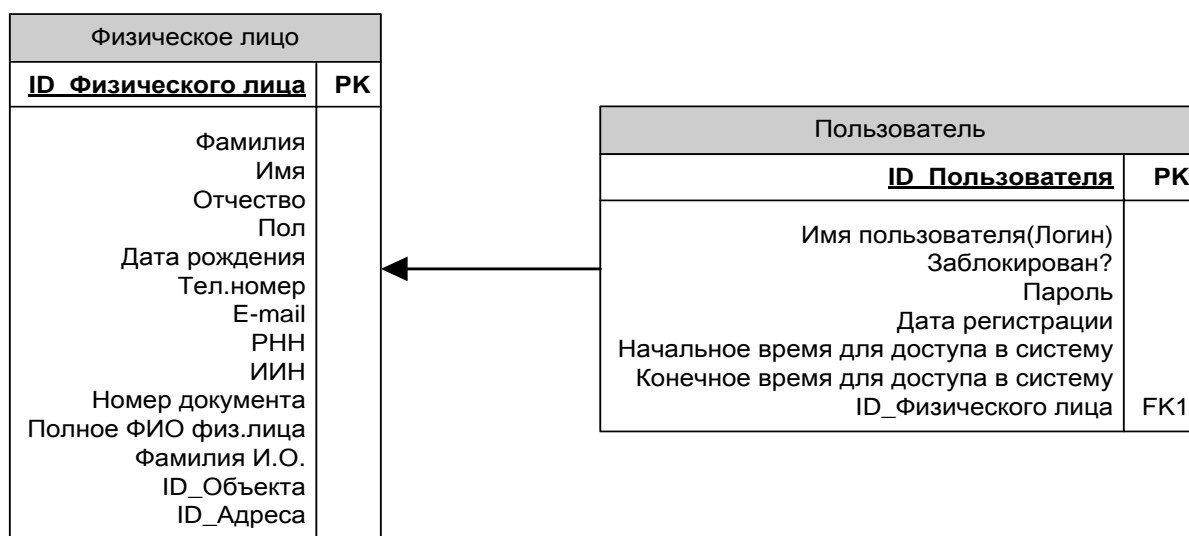 Физическое лицо
ID_Физического лица PK
Фамилия
Имя
Отчество
Пол
Дата рождения
Тел.номер
E-mail
РНН
ИИН
Номер документа
Полное ФИО физ.лица
Фамилия И.О.
ID_Объекта
ID_Адреса
Пользователь
ID_Пользователя PK
Имя пользователя(Логин)
Заблокирован?
Пароль
Дата регистрации
Начальное время для доступа в систему
Конечное время для доступа в систему
ID_Физического лица FK1